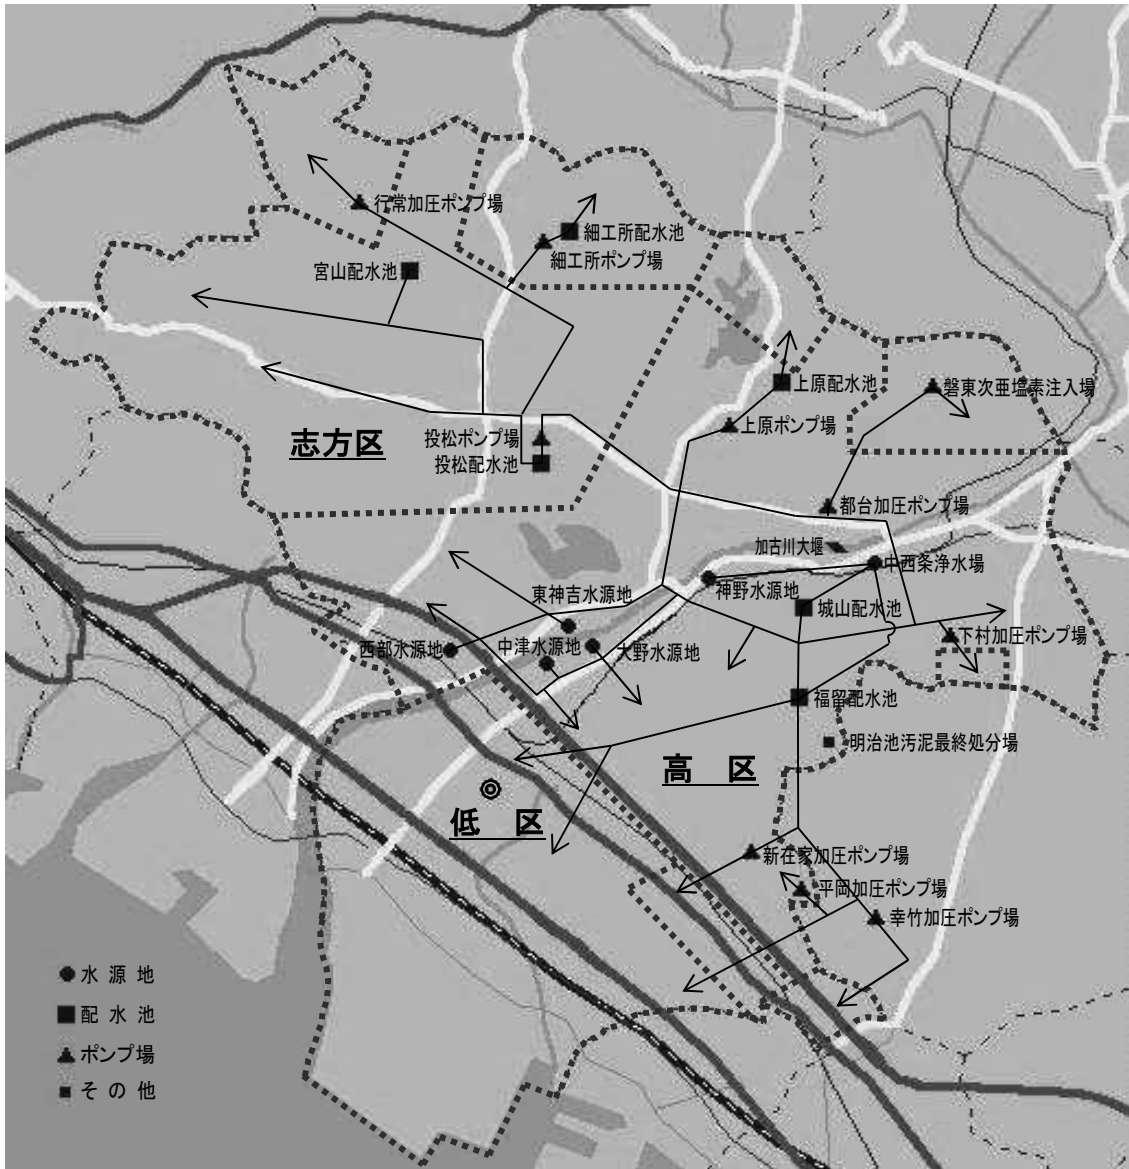 行常加圧ポンプ場
細工所配水池
細工所ポンプ場
宮山配水池
上原配水池
磐東次亜塩素注入場
上原ポンプ場
投松ポンプ場
志方区
投松配水池
都台加圧ポンプ場
加古川大堰
中西条浄水場
神野水源地
東神吉水源地
城山配水池
下村加圧ポンプ場
西部水源地
中津水源地
大野水源地
福留配水池
明治池汚泥最終処分場
高 区
低 区
新在家加圧ポンプ場
平岡加圧ポンプ場
幸竹加圧ポンプ場
水 源 地
配 水 池
ポンプ場
そ の 他